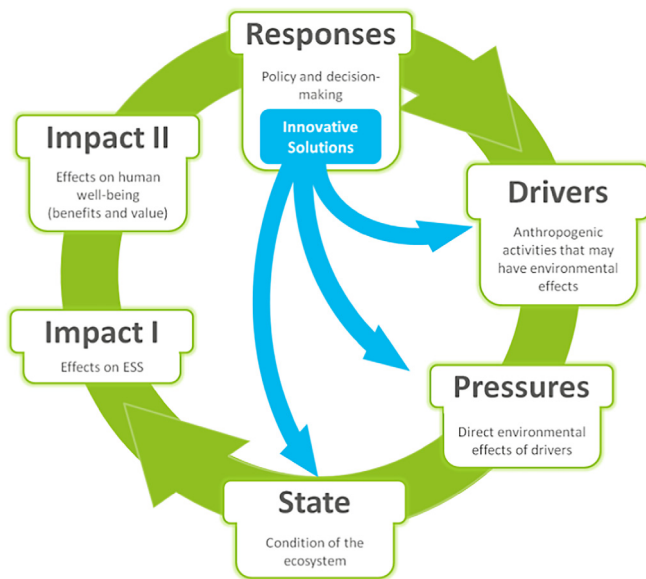 Responses
Policy and decision-
making
Innovative
Solutions
Drivers
Anthropogenic
activities that may
have environmental
effects
Pressures
Direct environmental
effects of drivers
State
Condition of the
ecosystem
Impact I
Effects on ESS
Impact II
Effects on human
well-being
(benefits and value)